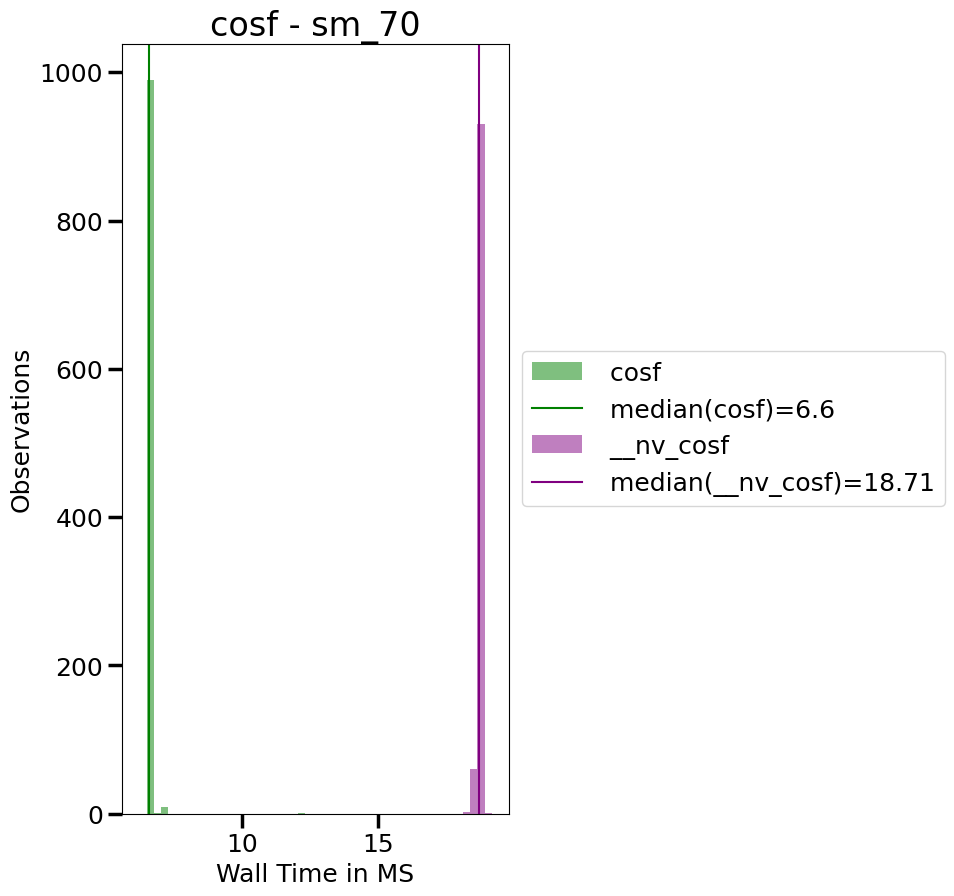 cosf - sm_70
1000
800
600
400
200
0
Observations
10
15
Wall Time in MS
cosf
median(cosf)=6.6
__nv_cosf
median(__nv_cosf)=18.71